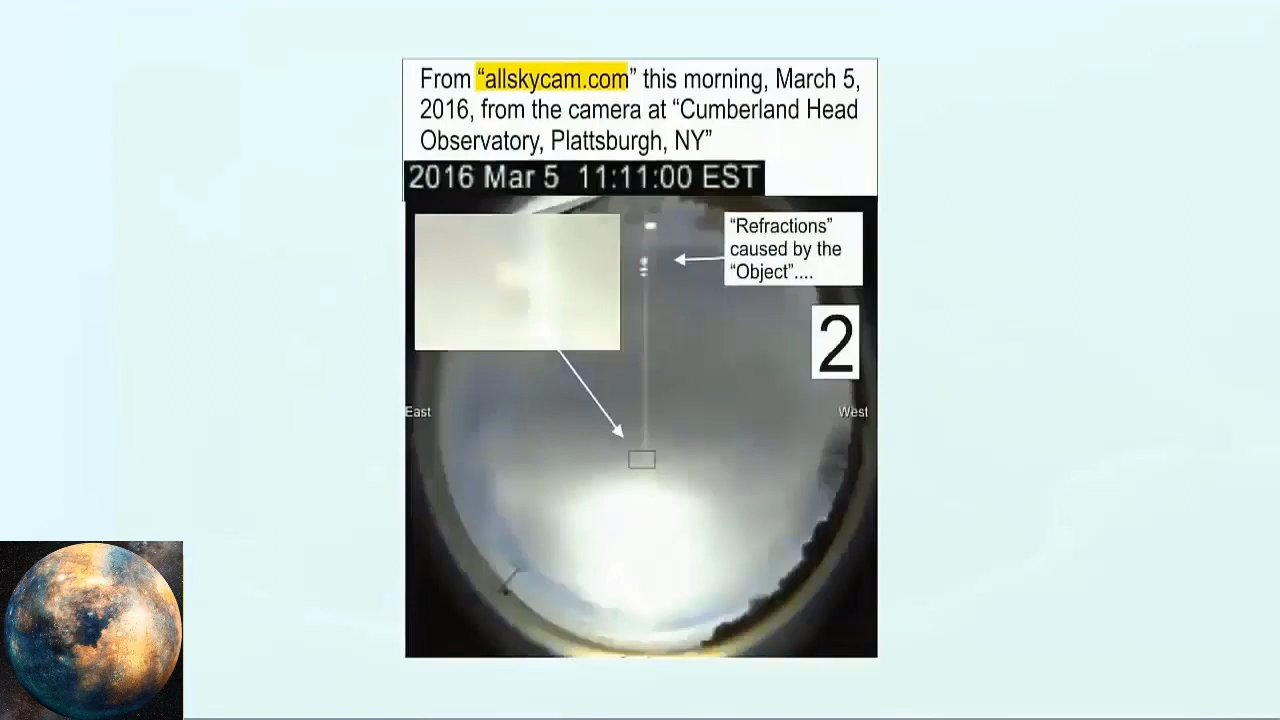 From “allskycam.com” this morning, March 5,
2016, from the camera at “Cumberland Head
Observatory, Plattsburgh, NY”
2016 Mar 5 11:11:00 EST
“Refractions”
caused by the
“Object”....
2
East
West